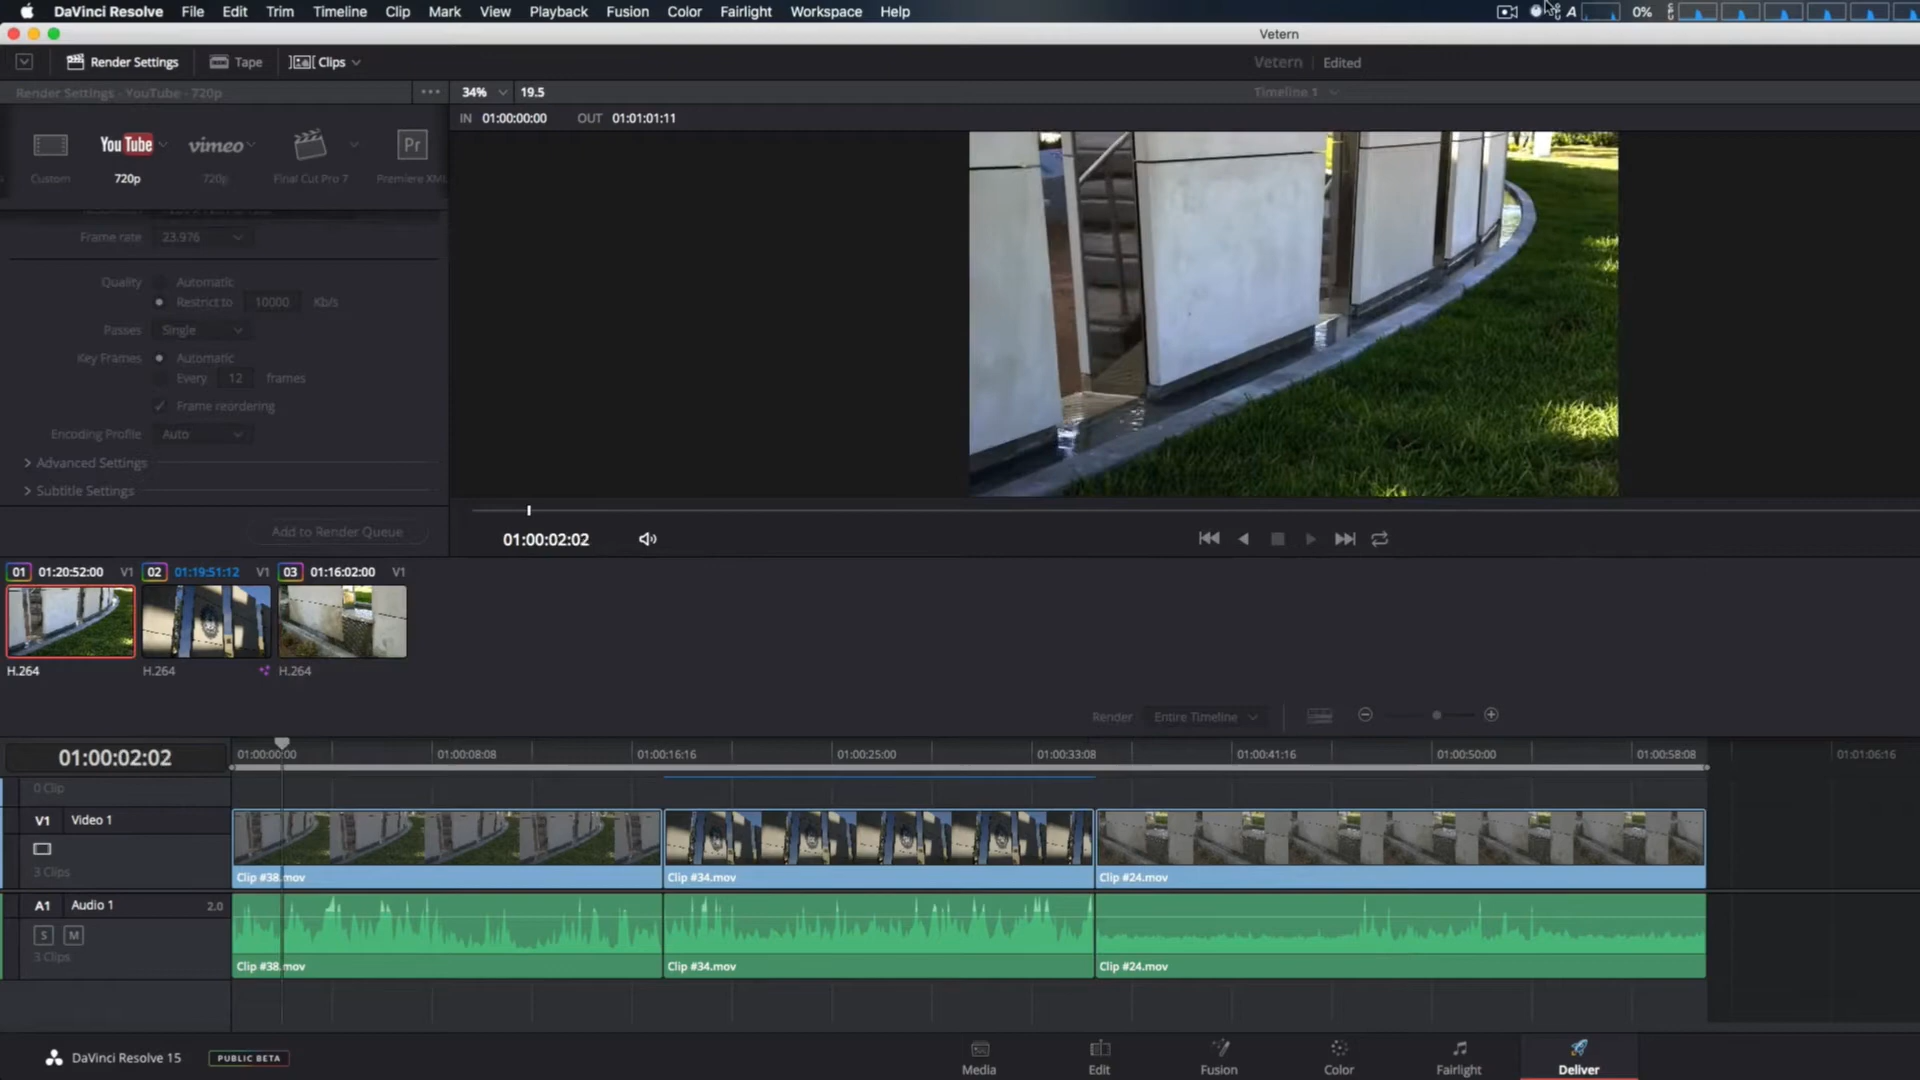 DaVinci Resolve File Edit Trim Timeline Clip Mark View Playback Fusion Color Fairlight Workspace Help A 0%
Vetern
Render Settings Tape Clips Vetern Edited
Render Settings - YouTube - 720p ••• 34% 19.5 Timeline 1
IN 01:00:00:00 OUT 01:01:01:11
YouTube vimeo Pr
Custom 720p 720p Final Cut Pro 7 Premiere XML
Frame rate 23.976
Quality Automatic
Restrict to 10000 Kb/s
Passes Single
Key Frames Automatic
Every 12 frames
Frame reordering
Encoding Profile Auto
Advanced Settings
Subtitle Settings
Add to Render Queue
01:00:02:02
01 01:20:52:00 V1 02 01:19:51:12 V1 03 01:16:02:00 V1
H.264 H.264 H.264
Render Entire Timeline
01:00:02:02 01:00:00:00 01:00:08:08 01:00:16:16 01:00:25:00 01:00:33:08 01:00:41:16 01:00:50:00 01:00:58:08 01:01:06:16
0 Clip
V1 Video 1
3 Clips
Clip #38.mov Clip #34.mov Clip #24.mov
A1 Audio 1 2.0
S M
3 Clips
Clip #38.mov Clip #34.mov Clip #24.mov
DaVinci Resolve 15 PUBLIC BETA
Media Edit Fusion Color Fairlight Deliver